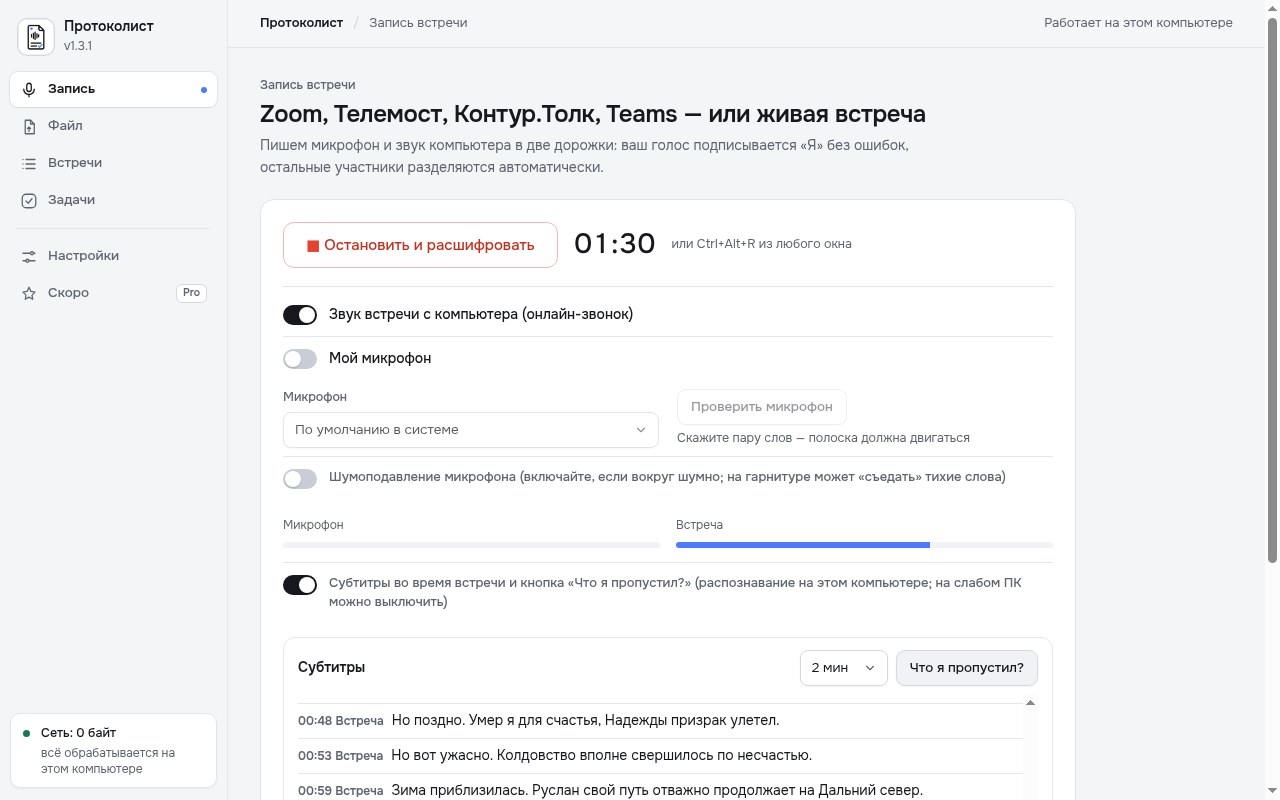 Протоколист
v1.3.1
Запись
Файл
Встречи
Задачи
Настройки
Скоро
Pro
Сеть: 0 байт
всё обрабатывается на
этом компьютере
Протоколист / Запись встречи
Работает на этом компьютере
Запись встречи
Zoom, Телемост, Контур.Толк, Teams — или живая встреча
Пишем микрофон и звук компьютера в две дорожки: ваш голос подписывается «Я» без ошибок,
остальные участники разделяются автоматически.
Остановить и расшифровать
01:30
или Ctrl+Alt+R из любого окна
Звук встречи с компьютера (онлайн-звонок)
Мой микрофон
Микрофон
По умолчанию в системе
Проверить микрофон
Скажите пару слов — полоска должна двигаться
Шумоподавление микрофона (включайте, если вокруг шумно; на гарнитуре может «съедать» тихие слова)
Микрофон
Встреча
Субтитры во время встречи и кнопка «Что я пропустил?» (распознавание на этом компьютере; на слабом ПК
можно выключить)
Субтитры
2 мин
Что я пропустил?
00:48 Встреча Но поздно. Умер я для счастья, Надежды призрак улетел.
00:53 Встреча Но вот ужасно. Колдовство вполне свершилось по несчастью.
00:59 Встреча Зима приблизилась. Руслан свой путь отважно продолжает на Дальний север.